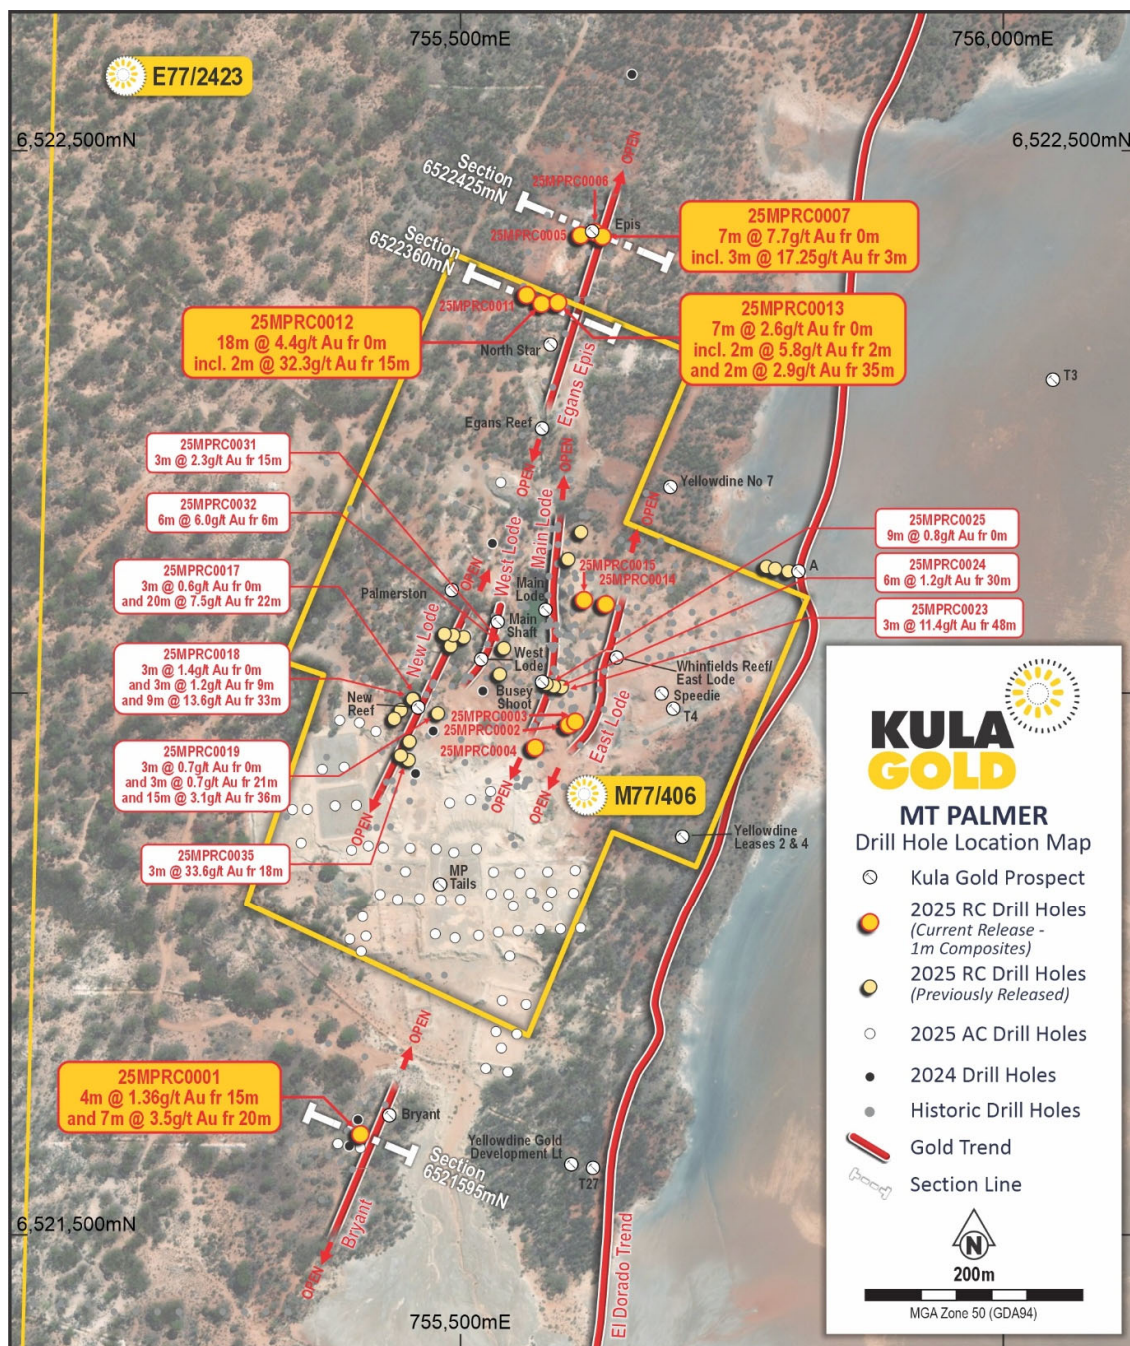 755,500mE
756,000mE
E77/2423
6,522,500mN
6,522,500mN
OPEN
Section
6522425mN
25MPRC0006
Epis
25MPRC0005
25MPRC0007
7m @ 7.7g/t Au fr 0m
incl. 3m @ 17.25g/t Au fr 3m
Section
6522360mN
25MPRC0011
25MPRC0012
18m @ 4.4g/t Au fr 0m
incl. 2m @ 32.3g/t Au fr 15m
25MPRC0013
7m @ 2.6g/t Au fr 0m
incl. 2m @ 5.8g/t Au fr 2m
and 2m @ 2.9g/t Au fr 35m
North Star
Egans Epis
T3
Egans Reef
OPEN
OPEN
25MPRC0031
3m @ 2.3g/t Au fr 15m
Yellowdine No 7
OPEN
25MPRC0032
6m @ 6.0g/t Au fr 6m
West Lode
Main Lode
25MPRC0025
9m @ 0.8g/t Au fr 0m
25MPRC0015
25MPRC0014
A
25MPRC0024
6m @ 1.2g/t Au fr 30m
25MPRC0017
3m @ 0.6g/t Au fr 0m
and 20m @ 7.5g/t Au fr 22m
OPEN
Palmerston
Main
Lode
25MPRC0023
3m @ 11.4g/t Au fr 48m
New Lode
Main
Shaft
25MPRC0018
3m @ 1.4g/t Au fr 0m
and 3m @ 1.2g/t Au fr 9m
and 9m @ 13.6g/t Au fr 33m
West
Lode
Whinfields Reef/
East Lode
New
Reef
Busey
Shoot
Speedie
T4
25MPRC0003
25MPRC0002
25MPRC0004
East Lode
25MPRC0019
3m @ 0.7g/t Au fr 0m
and 3m @ 0.7g/t Au fr 21m
and 15m @ 3.1g/t Au fr 36m
OPEN
OPEN
OPEN
M77/406
Yellowdine
Leases 2 & 4
25MPRC0035
3m @ 33.6g/t Au fr 18m
MP
Tails
OPEN
25MPRC0001
4m @ 1.36g/t Au fr 15m
and 7m @ 3.5g/t Au fr 20m
Bryant
Section
6521595mN
Yellowdine Gold
Development Lt
T27
6,521,500mN
Bryant
OPEN
El Dorado Trend
755,500mE
KULA
GOLD
MT PALMER
Drill Hole Location Map
Kula Gold Prospect
2025 RC Drill Holes
(Current Release -
1m Composites)
2025 RC Drill Holes
(Previously Released)
2025 AC Drill Holes
2024 Drill Holes
Historic Drill Holes
Gold Trend
Section Line
N
200m
MGA Zone 50 (GDA94)